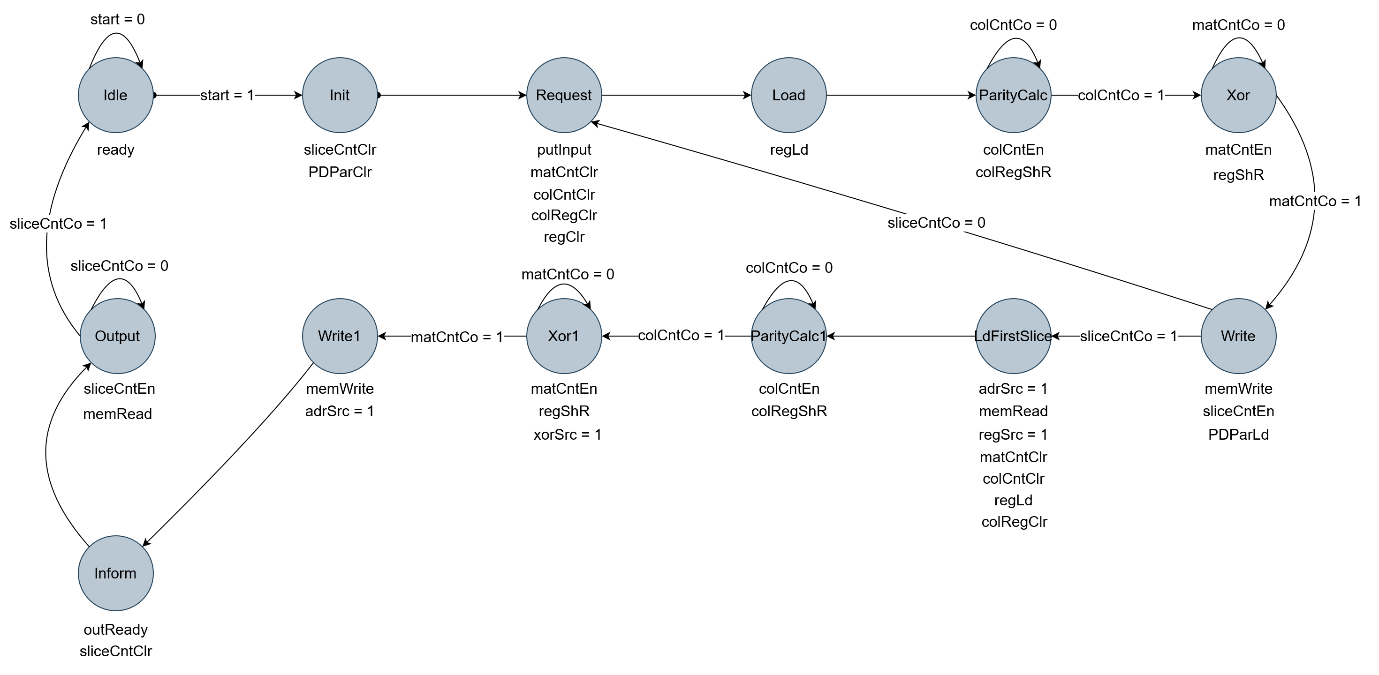 start = 0
colCntCo = 0
matCntCo = 0
Idle
start = 1
Init
Request
Load
ParityCalc
colCntCo = 1
Xor
ready
sliceCntClr
PDParClr
putInput
matCntClr
colCntClr
colRegClr
regClr
regLd
colCntEn
colRegShR
matCntEn
regShR
matCntCo = 1
sliceCntCo = 1
sliceCntCo = 0
sliceCntCo = 0
matCntCo = 0
colCntCo = 0
Output
Write1
matCntCo = 1
Xor1
colCntCo = 1
ParityCalc1
LdFirstSlice
sliceCntCo = 1
Write
sliceCntEn
memRead
memWrite
adrSrc = 1
matCntEn
regShR
xorSrc = 1
colCntEn
colRegShR
adrSrc = 1
memRead
regSrc = 1
matCntClr
colCntClr
regLd
colRegClr
memWrite
sliceCntEn
PDParLd
Inform
outReady
sliceCntClr